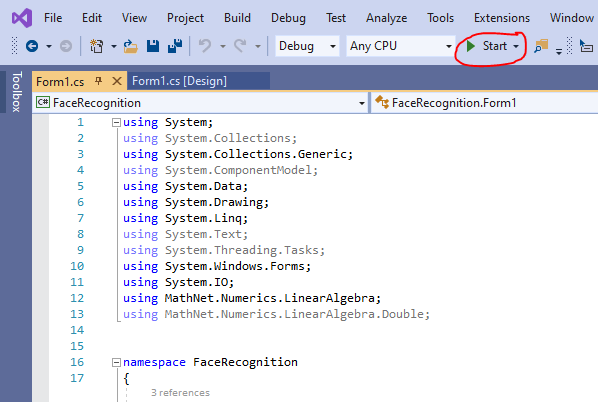 File Edit View Project Build Debug Test Analyze Tools Extensions Window
Debug Any CPU Start
Toolbox
Form1.cs Form1.cs [Design]
C# FaceRecognition FaceRecognition.Form1
1 using System;
2 using System.Collections;
3 using System.Collections.Generic;
4 using System.ComponentModel;
5 using System.Data;
6 using System.Drawing;
7 using System.Linq;
8 using System.Text;
9 using System.Threading.Tasks;
10 using System.Windows.Forms;
11 using System.IO;
12 using MathNet.Numerics.LinearAlgebra;
13 using MathNet.Numerics.LinearAlgebra.Double;
14
15
16 namespace FaceRecognition
17 {
3 references